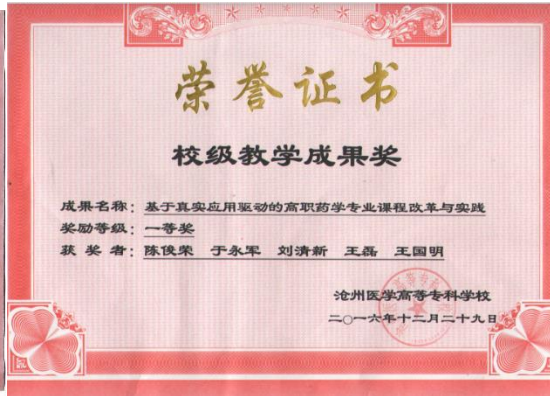 荣誉证书
校级教学成果奖
成果名称：基于真实应用驱动的高职药学专业课程改革与实践
奖励等级：一等奖
获奖者：陈俊荣 于永军 刘清新 王磊 王国明
沧州医学高等专科学校
二〇一六年十二月二十九日